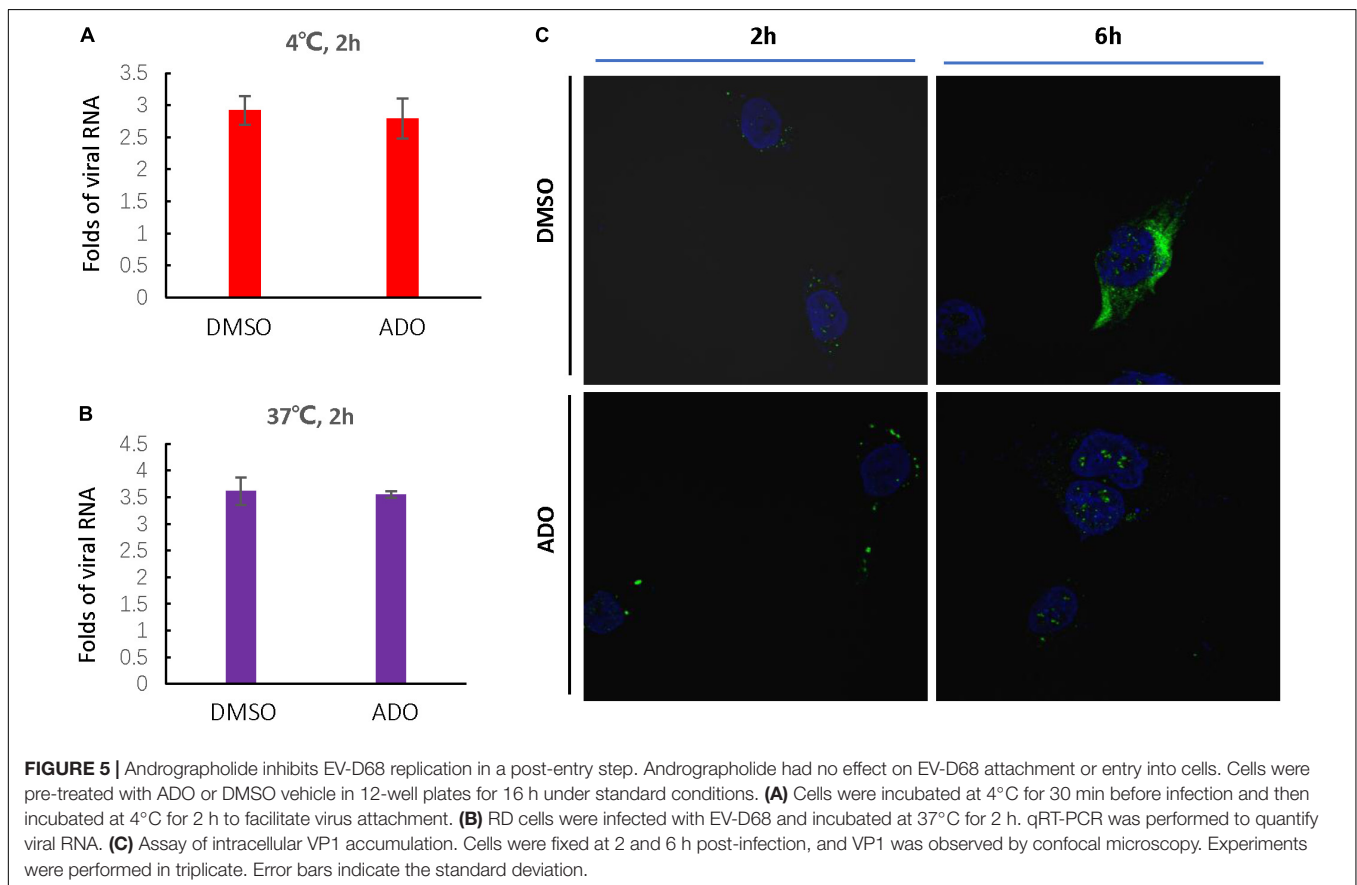 A
4℃, 2h
Folds of viral RNA
3.5
3
2.5
2
1.5
1
0.5
0
DMSO
ADO
B
37℃, 2h
Folds of viral RNA
4.5
4
3.5
3
2.5
2
1.5
1
0.5
0
DMSO
ADO
C
2h
6h
DMSO
ADO
FIGURE 5 | Andrographolide inhibits EV-D68 replication in a post-entry step. Andrographolide had no effect on EV-D68 attachment or entry into cells. Cells were
pre-treated with ADO or DMSO vehicle in 12-well plates for 16 h under standard conditions. (A) Cells were incubated at 4°C for 30 min before infection and then
incubated at 4°C for 2 h to facilitate virus attachment. (B) RD cells were infected with EV-D68 and incubated at 37°C for 2 h. qRT-PCR was performed to quantify
viral RNA. (C) Assay of intracellular VP1 accumulation. Cells were fixed at 2 and 6 h post-infection, and VP1 was observed by confocal microscopy. Experiments
were performed in triplicate. Error bars indicate the standard deviation.